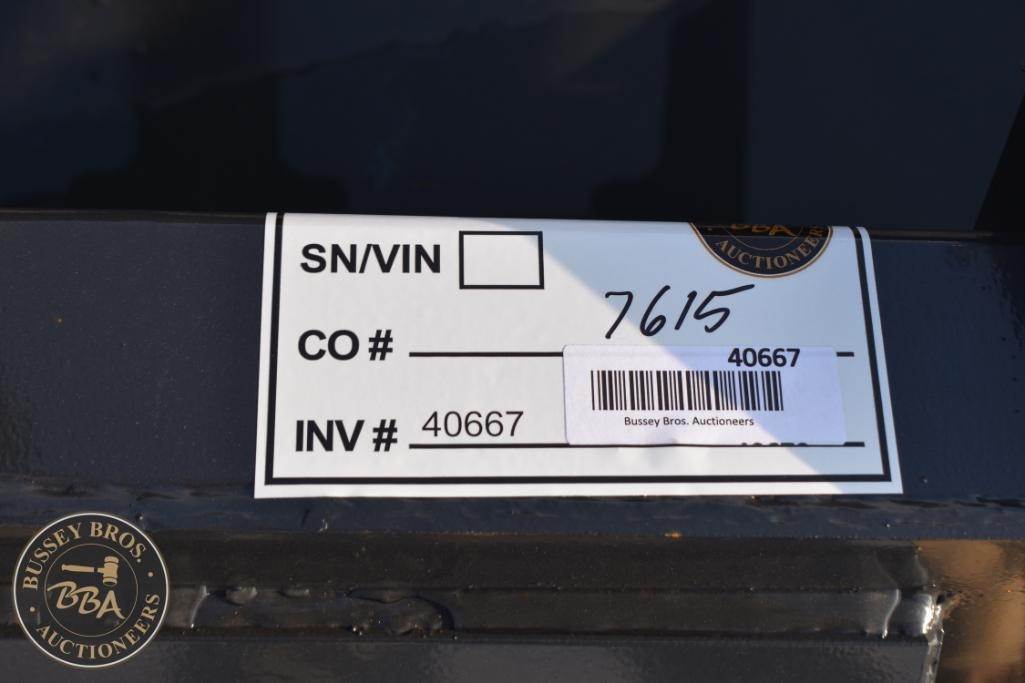 BBA
AUCTIONEERS
SN/VIN
7615
CO #
40667
Bussey Bros. Auctioneers
INV # 40667
BUSSEY BROS.
BBA
AUCTIONEERS